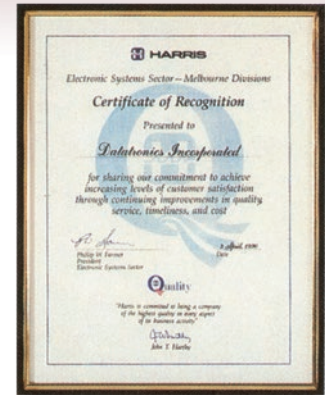 HARRIS
Electronic Systems Sector — Melbourne Divisions
Certificate of Recognition
Presented to
Datatronics Incorporated
for sharing our commitment to achieve
increasing levels of customer satisfaction
through continuing improvements in quality
service, timeliness, and cost
Phillip W. Farmer
President
Electronic Systems Sector
Date
Quality
"Harris is committed to being a company
of the highest quality in every aspect
of its business activity."
John T. Hartley